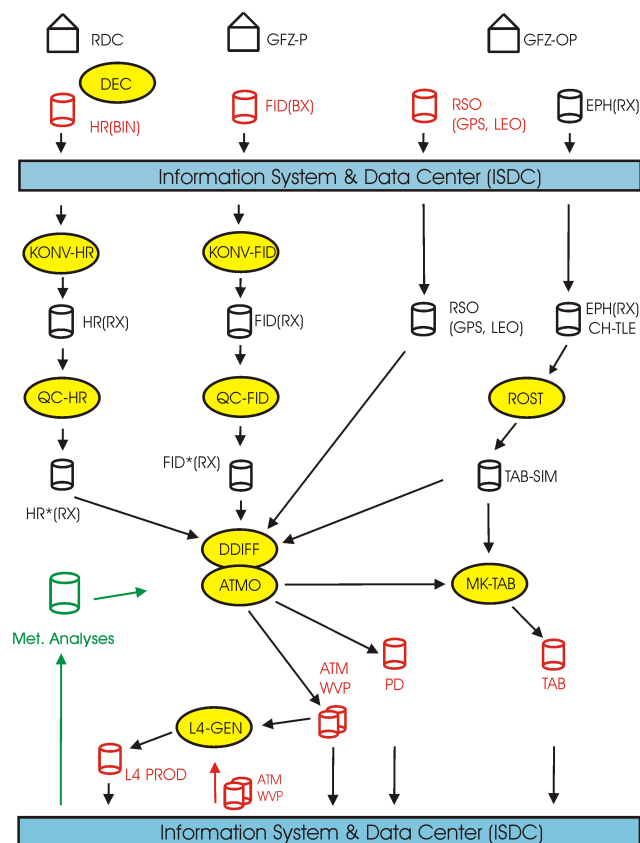 RDC
GFZ-P
GFZ-OP
DEC
HR(BIN)
FID(BX)
RSO
(GPS, LEO)
EPH(RX)
Information System & Data Center (ISDC)
KONV-HR
KONV-FID
HR(RX)
FID(RX)
RSO
(GPS, LEO)
EPH(RX)
CH-TLE
QC-HR
QC-FID
ROST
HR*(RX)
FID*(RX)
TAB-SIM
DDIFF
ATMO
MK-TAB
Met. Analyses
ATM
WVP
PD
TAB
L4-GEN
L4 PROD
ATM
WVP
Information System & Data Center (ISDC)